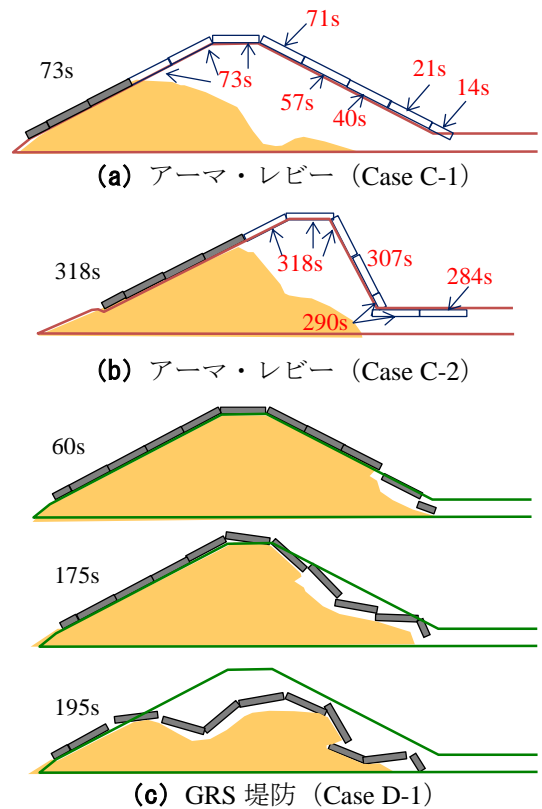 71s
73s
73s
21s
14s
57s
40s
(a) アーマ・レビー（Case C-1）
318s
318s
307s
284s
290s
(b) アーマ・レビー（Case C-2）
60s
175s
195s
(c) GRS 堤防（Case D-1）